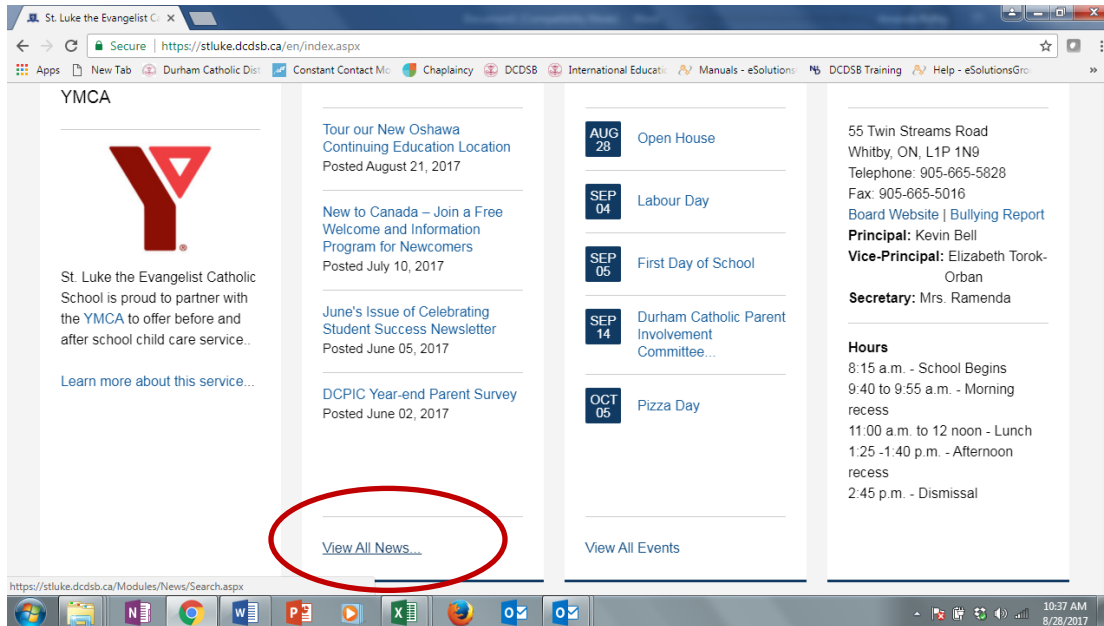 St. Luke the Evangelist Ca
Secure | https://stluke.dcdsb.ca/en/index.aspx
Apps New Tab Durham Catholic Dist Constant Contact Mc Chaplaincy DCDSB International Educatic Manuals - eSolutions DCDSB Training Help - eSolutionsGro »
YMCA
St. Luke the Evangelist Catholic
School is proud to partner with
the YMCA to offer before and
after school child care service..
Learn more about this service...
Tour our New Oshawa
Continuing Education Location
Posted August 21, 2017
New to Canada – Join a Free
Welcome and Information
Program for Newcomers
Posted July 10, 2017
June's Issue of Celebrating
Student Success Newsletter
Posted June 05, 2017
DCPIC Year-end Parent Survey
Posted June 02, 2017
View All News...
AUG
28
Open House
SEP
04
Labour Day
SEP
05
First Day of School
SEP
14
Durham Catholic Parent
Involvement
Committee...
OCT
05
Pizza Day
View All Events
55 Twin Streams Road
Whitby, ON, L1P 1N9
Telephone: 905-665-5828
Fax: 905-665-5016
Board Website | Bullying Report
Principal: Kevin Bell
Vice-Principal: Elizabeth Torok-
Orban
Secretary: Mrs. Ramenda
Hours
8:15 a.m. - School Begins
9:40 to 9:55 a.m. - Morning
recess
11:00 a.m. to 12 noon - Lunch
1:25 -1:40 p.m. - Afternoon
recess
2:45 p.m. - Dismissal
https://stluke.dcdsb.ca/Modules/News/Search.aspx
10:37 AM
8/28/2017